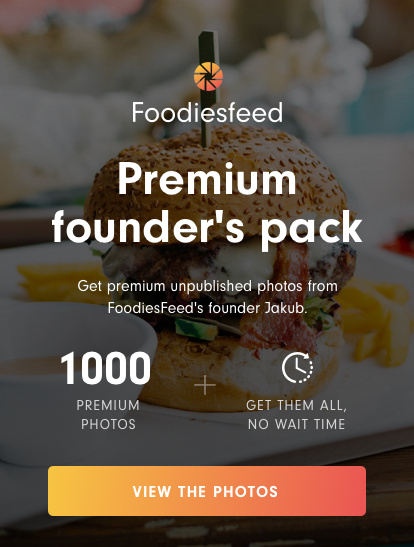 Foodiesfeed
Premium
founder's pack
Get premium unpublished photos from
FoodiesFeed's founder Jakub.
1000
PREMIUM
PHOTOS
+
GET THEM ALL,
NO WAIT TIME
VIEW THE PHOTOS